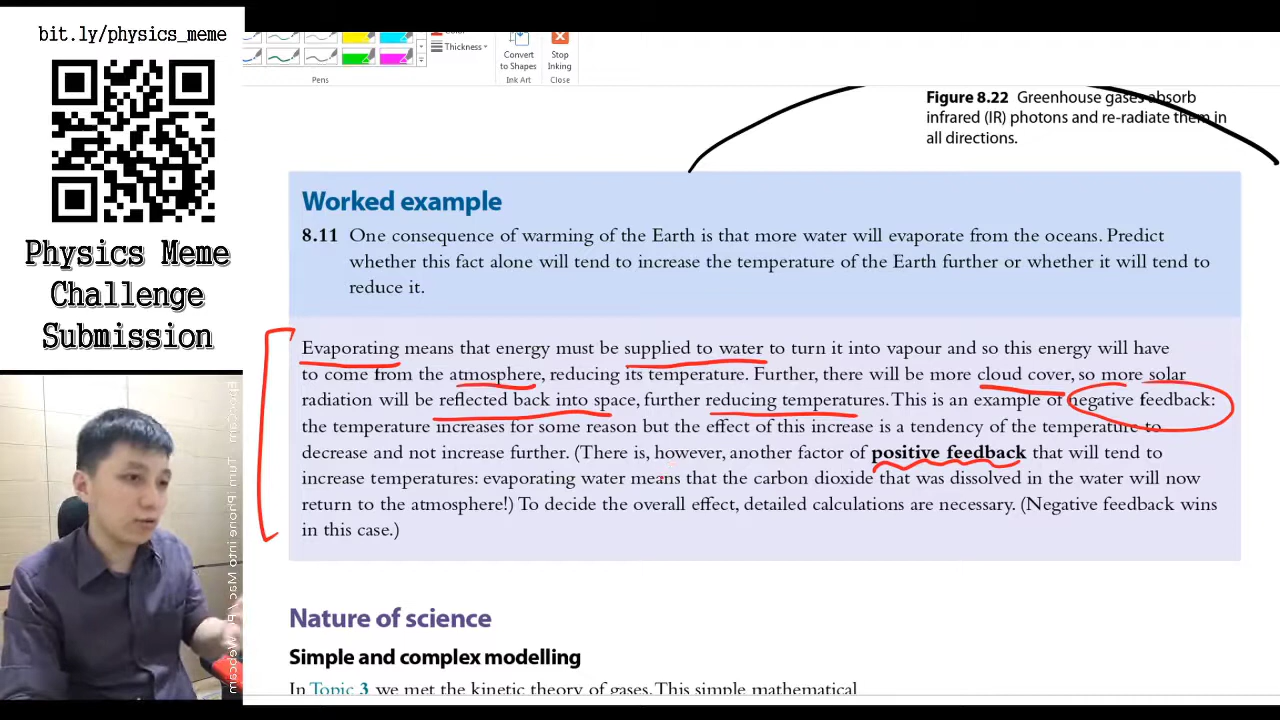 bit.ly/physics_meme
Physics Meme
Challenge
Submission
Thickness
Convert
to Shapes
Stop
Inking
Pens
Ink Art
Close
Figure 8.22 Greenhouse gases absorb
infrared (IR) photons and re-radiate them in
all directions.
Worked example
8.11 One consequence of warming of the Earth is that more water will evaporate from the oceans. Predict
whether this fact alone will tend to increase the temperature of the Earth further or whether it will tend to
reduce it.
Evaporating means that energy must be supplied to water to turn it into vapour and so this energy will have
to come from the atmosphere, reducing its temperature. Further, there will be more cloud cover, so more solar
radiation will be reflected back into space, further reducing temperatures. This is an example of negative feedback:
the temperature increases for some reason but the effect of this increase is a tendency of the temperature to
decrease and not increase further. (There is, however, another factor of positive feedback that will tend to
increase temperatures: evaporating water means that the carbon dioxide that was dissolved in the water will now
return to the atmosphere!) To decide the overall effect, detailed calculations are necessary. (Negative feedback wins
in this case.)
Nature of science
Simple and complex modelling
In Topic 3 we met the kinetic theory of gases. This simple mathematical